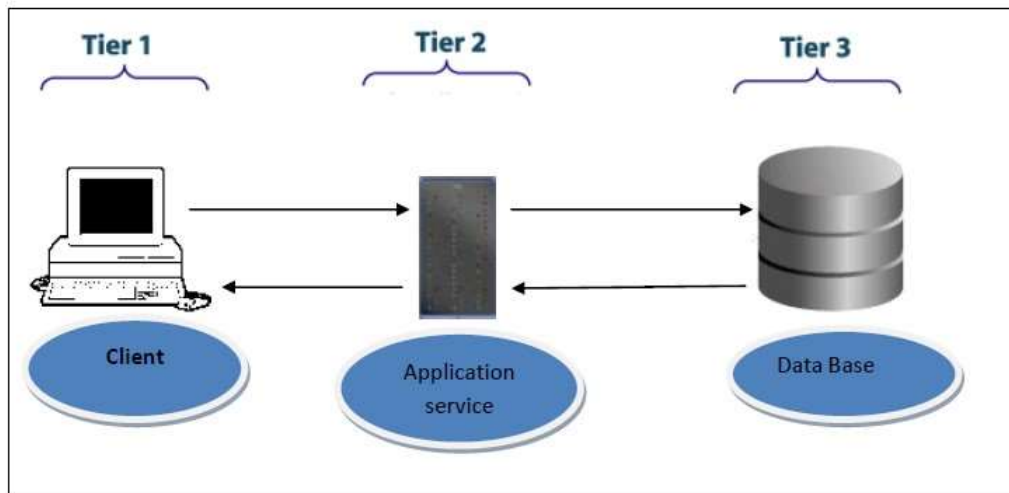 Tier 1
Tier 2
Tier 3
Client
Application
service
Data Base